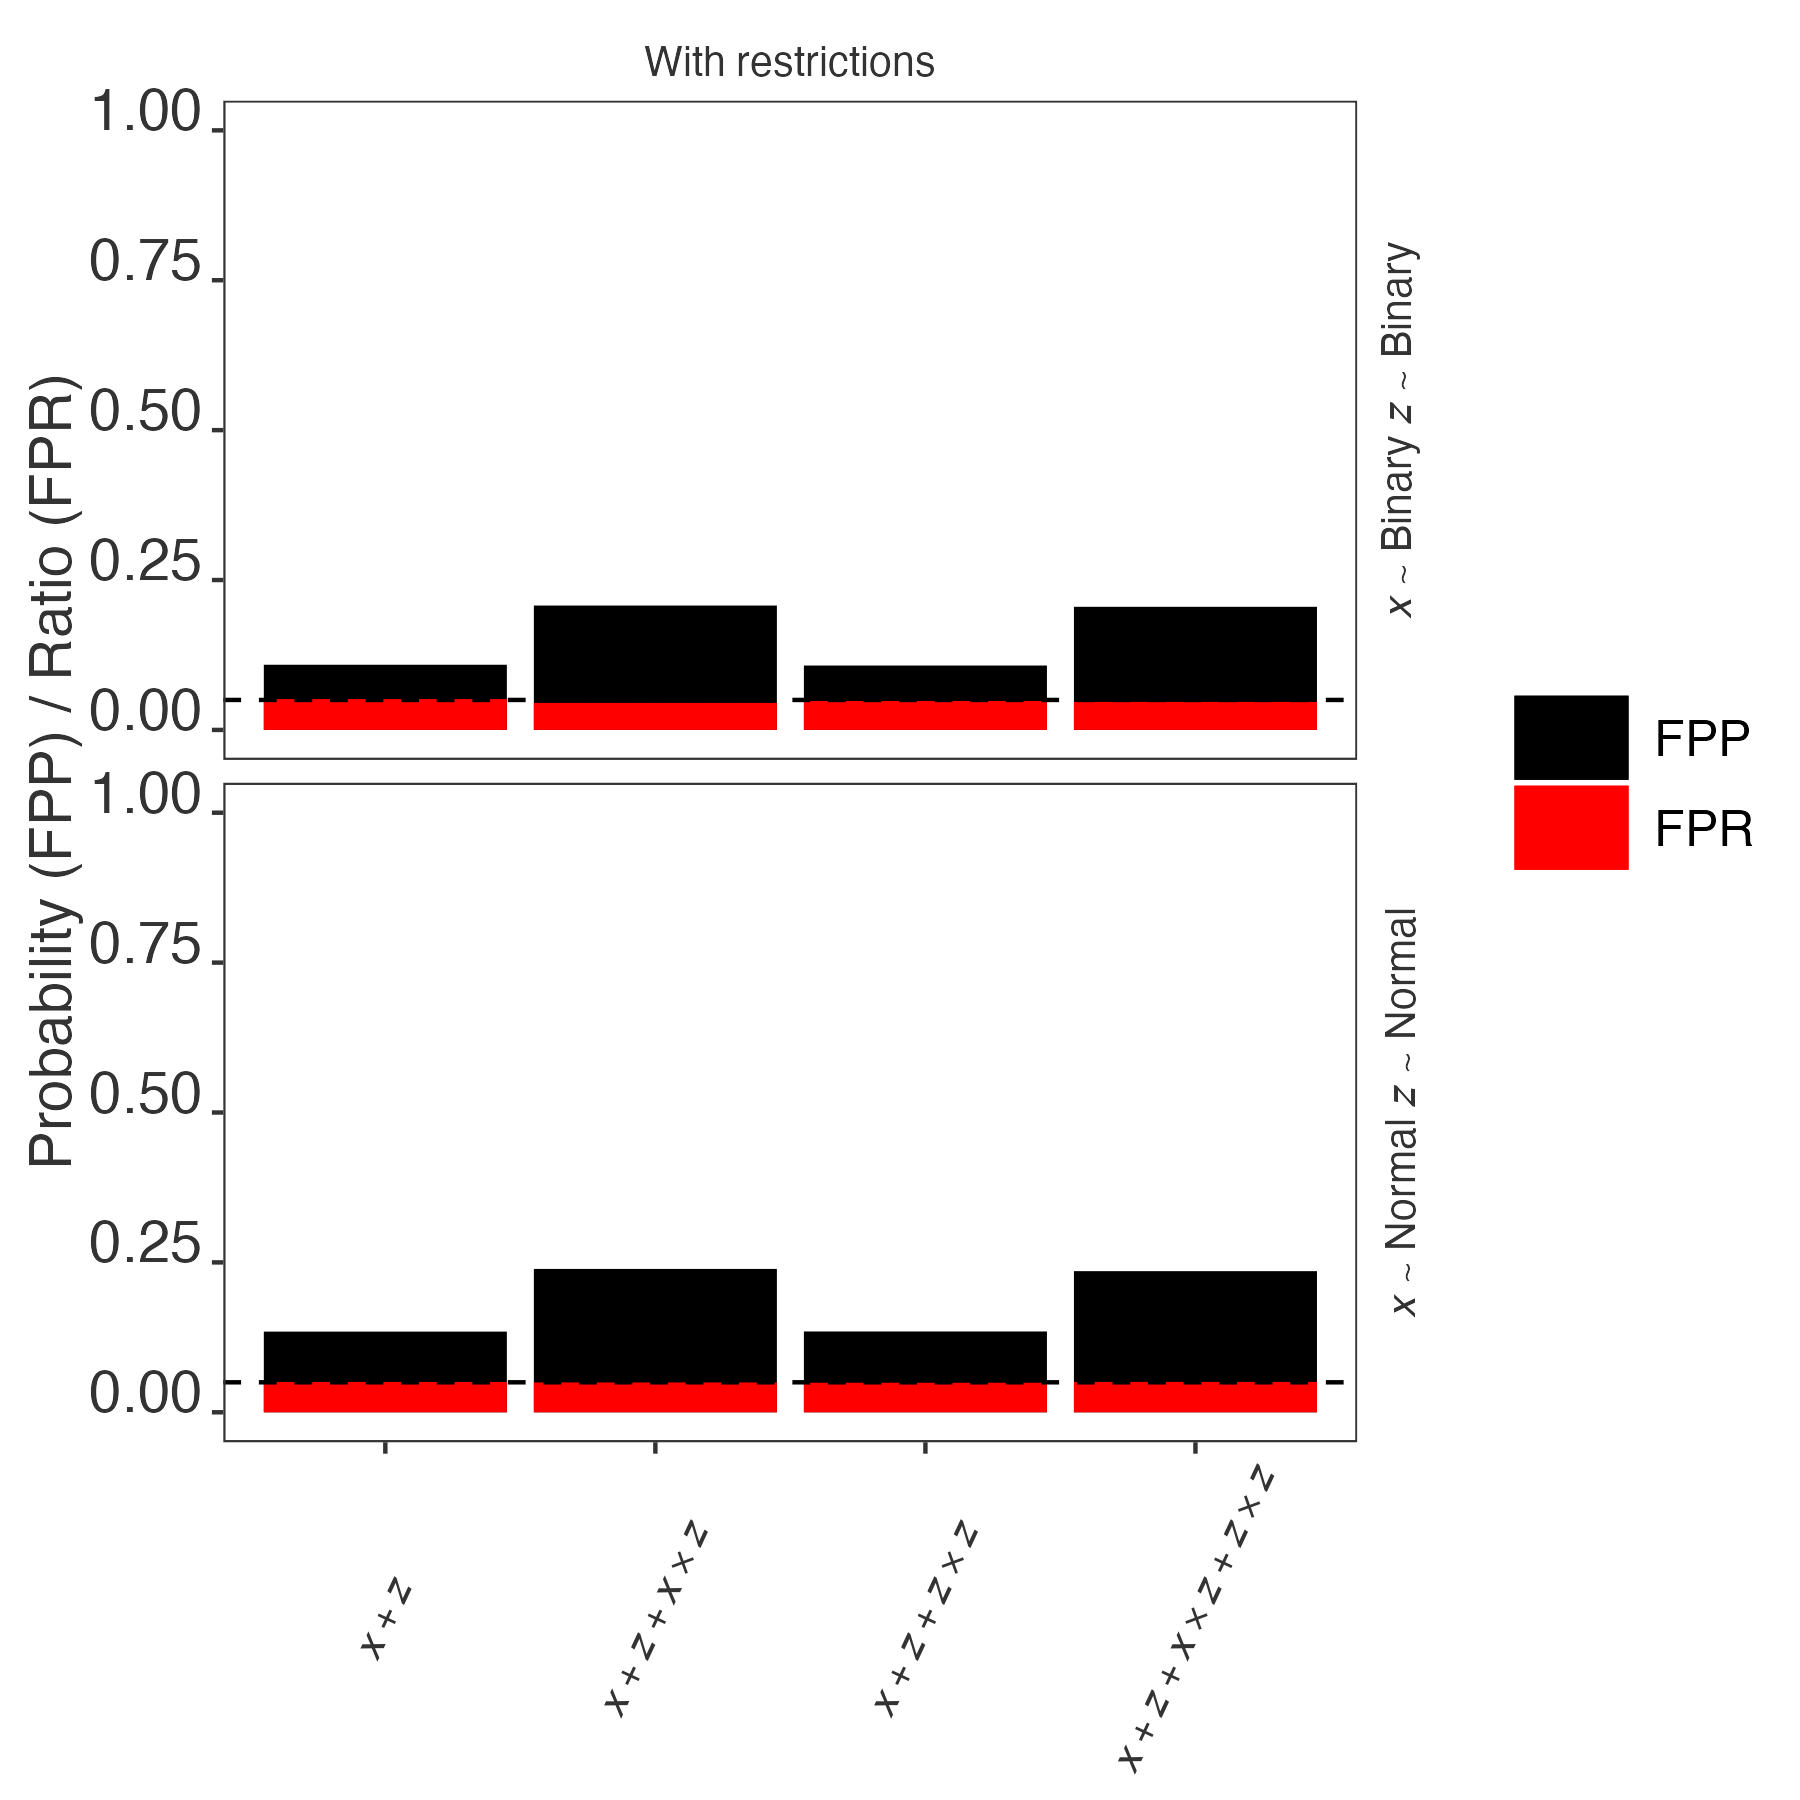 With restrictions
Probability (FPP) / Ratio (FPR)
1.00
0.75
0.50
0.25
0.00
x ~ Binary z ~ Binary
1.00
0.75
0.50
0.25
0.00
x ~ Normal z ~ Normal
x + z
x + z + x × z
x + z + z × z
x + z + x × z + z × z
FPP
FPR